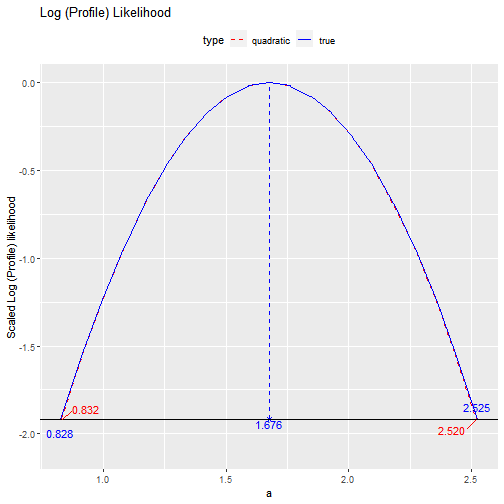 Log (Profile) Likelihood
type quadratic true
Scaled Log (Profile) likelihood
0.0
-0.5
-1.0
-1.5
-2.0
0.832
0.828
1.676
2.525
2.520
1.0 1.5 2.0 2.5
a